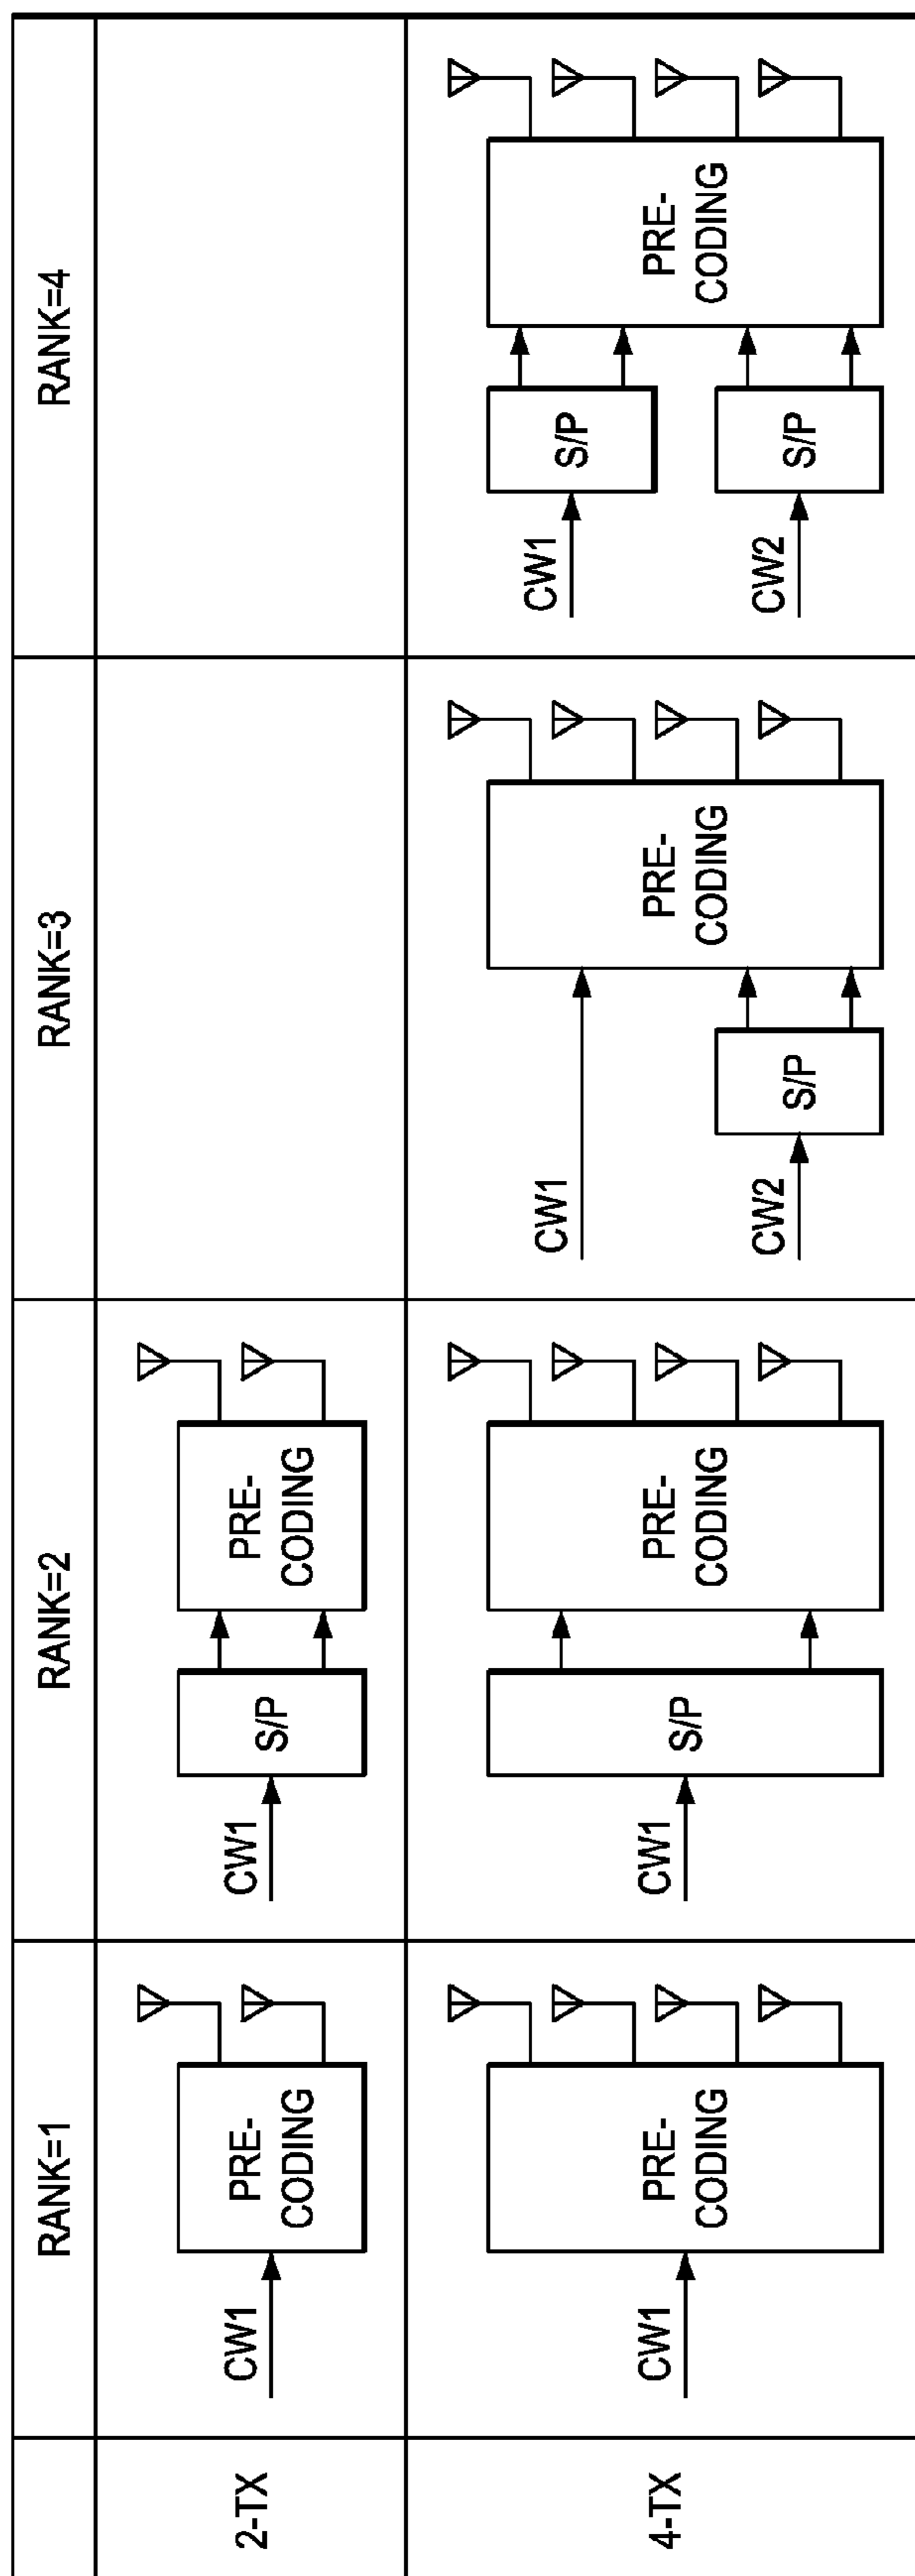 RANK=1
RANK=2
RANK=3
RANK=4
2-TX
CW1
PRE-
CODING
CW1
S/P
PRE-
CODING
4-TX
CW1
PRE-
CODING
CW1
S/P
PRE-
CODING
CW1
CW2
S/P
PRE-
CODING
CW1
S/P
CW2
S/P
PRE-
CODING